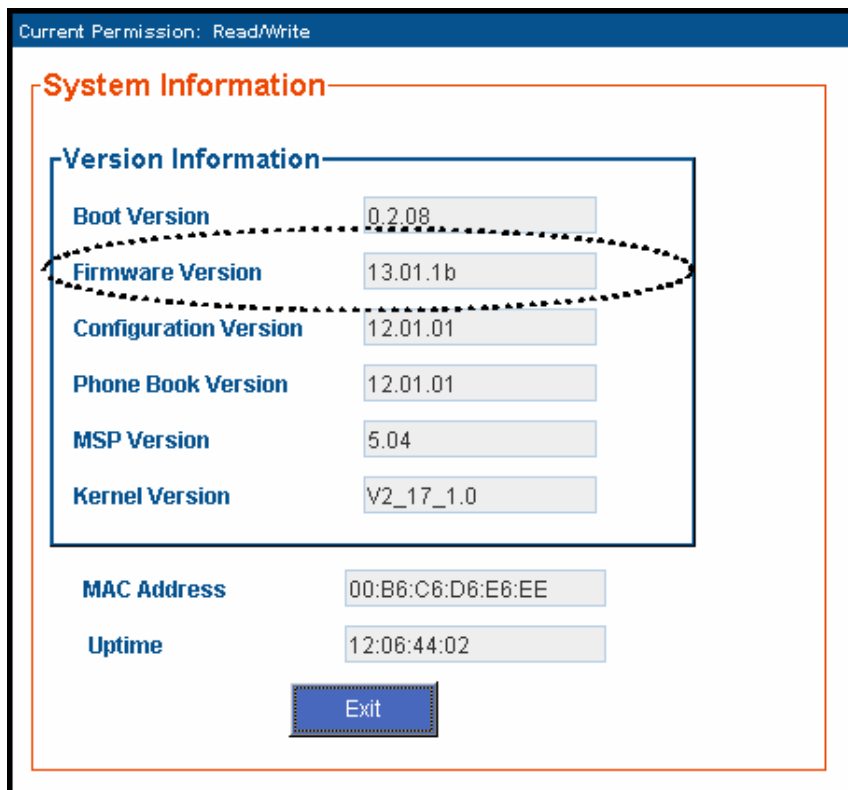 Current Permission: Read/Write
System Information
Version Information
Boot Version 0.2.08
Firmware Version 13.01.1b
Configuration Version 12.01.01
Phone Book Version 12.01.01
MSP Version 5.04
Kernel Version V2_17_1.0
MAC Address 00:B6:C6:D6:E6:EE
Uptime 12:06:44:02
Exit